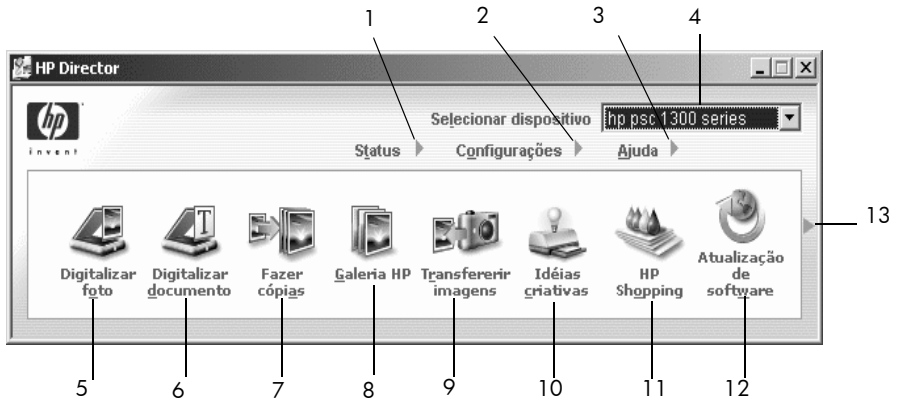 1 2 3 4
HP Director
hp
invent
Selecionar dispositivo hp psc 1300 series
Status Configurações Ajuda
13
T
Digitalizar foto
Digitalizar documento
Fazer cópias
Galeria HP
Transfererir imagens
Idéias criativas
HP Shopping
Atualização de software
5 6 7 8 9 10 11 12